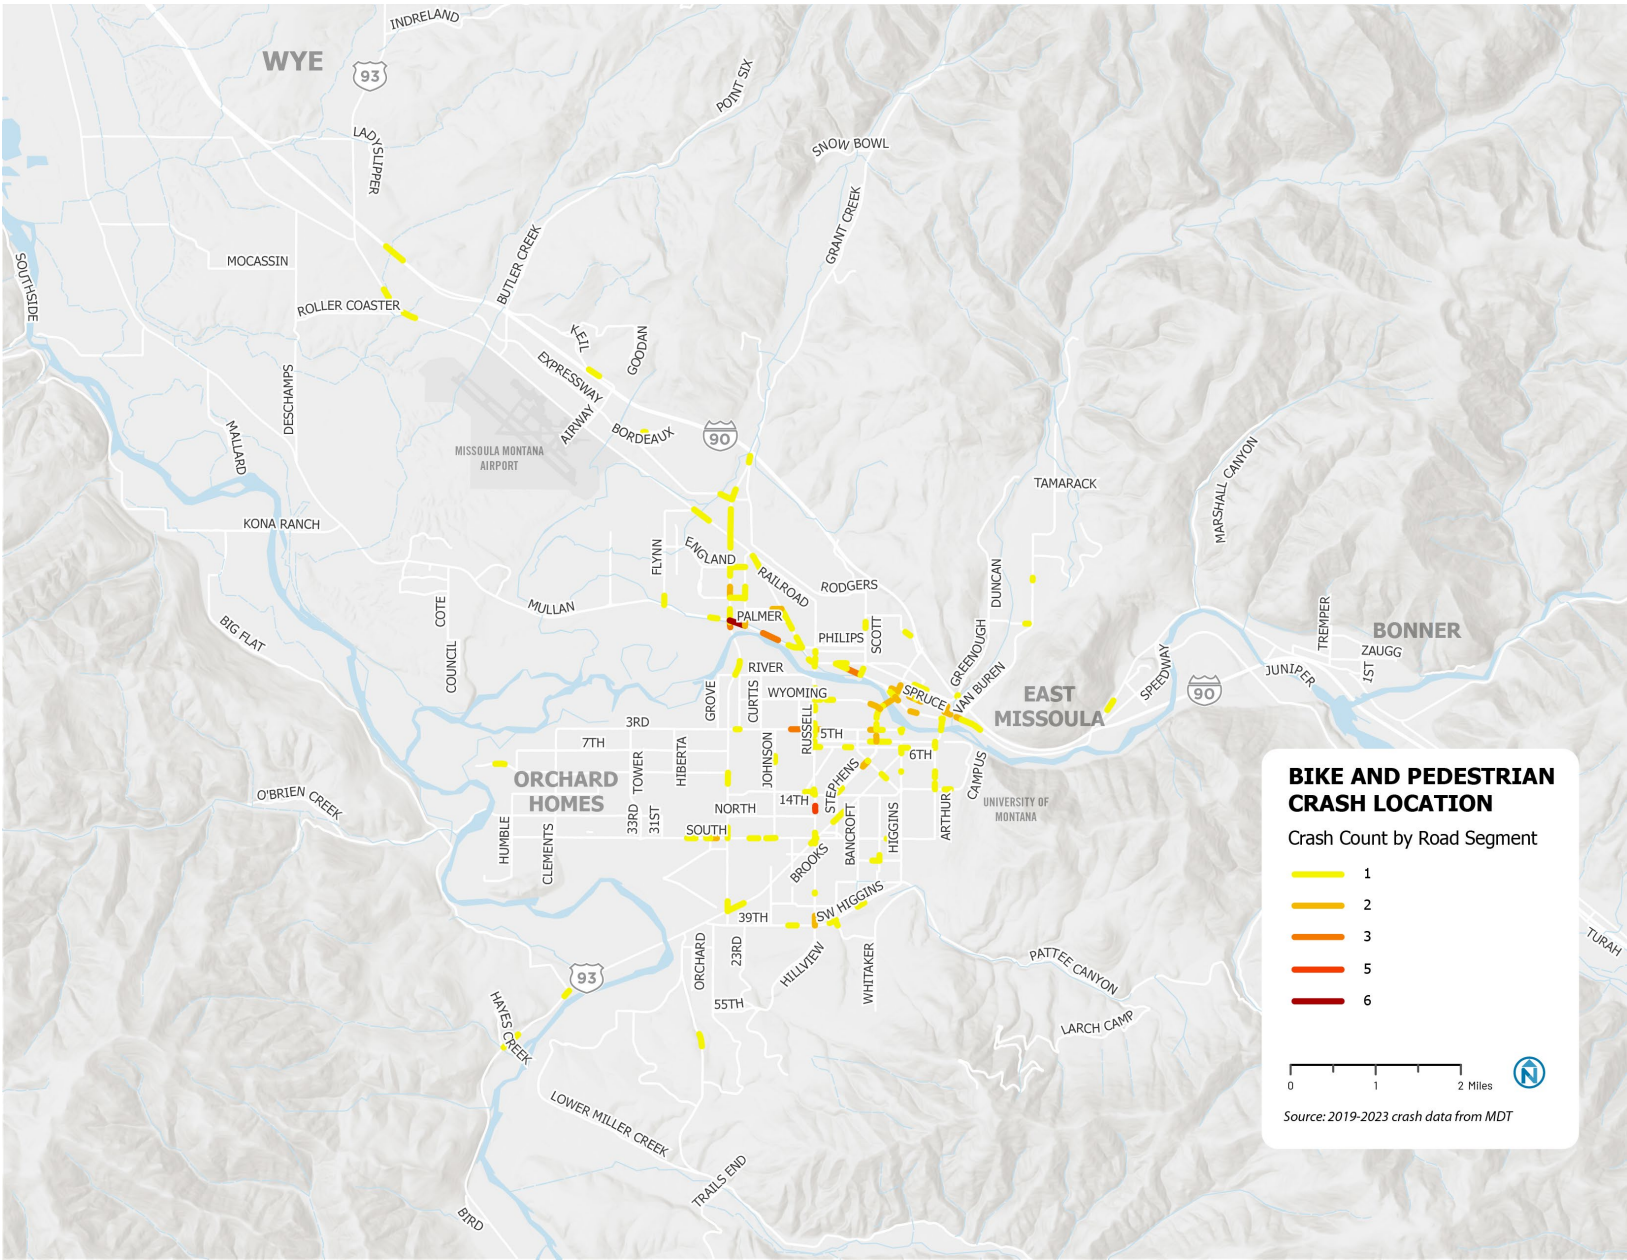 INDRELAND
WYE
93
POINT SIX
LADYSLIPPER
SNOW BOWL
GRANT CREEK
BUTLER CREEK
MOCASSIN
SOUTHSIDE
ROLLER COASTER
KEIL
GOODAN
EXPRESSWAY
DESCHAMPS
AIRWAY
BORDEAUX
90
MALLARD
MISSOULA MONTANA
AIRPORT
MARSHALL CANYON
TAMARACK
KONA RANCH
FLYNN
ENGLAND
RAILROAD
RODGERS
DUNCAN
COTE
MULLAN
PALMER
PHILIPS
SCOTT
BIG FLAT
COUNCIL
GREENOUGH
TREMPER
BONNER
ZAUGG
1ST
JUNIPER
SPEEDWAY
90
RIVER
VAN BUREN
EAST
MISSOULA
GROVE
CURTIS
WYOMING
SPRUCE
3RD
RUSSELL
5TH
7TH
TOWER
HIBERTA
JOHNSON
6TH
CAMPUS
STEPHENS
ORCHARD
HOMES
O'BRIEN CREEK
UNIVERSITY OF
MONTANA
33RD
31ST
NORTH
14TH
ARTHUR
HUMBLE
CLEMENTS
SOUTH
BANCROFT
HIGGINS
BROOKS
SW HIGGINS
39TH
ORCHARD
23RD
HILLVIEW
WHITAKER
PATTEE CANYON
TURAH
93
HAYES CREEK
55TH
LARCH CAMP
LOWER MILLER CREEK
TRAILS END
BIRD
BIKE AND PEDESTRIAN
CRASH LOCATION
Crash Count by Road Segment
1
2
3
5
6
0 1 2 Miles
N
Source: 2019-2023 crash data from MDT